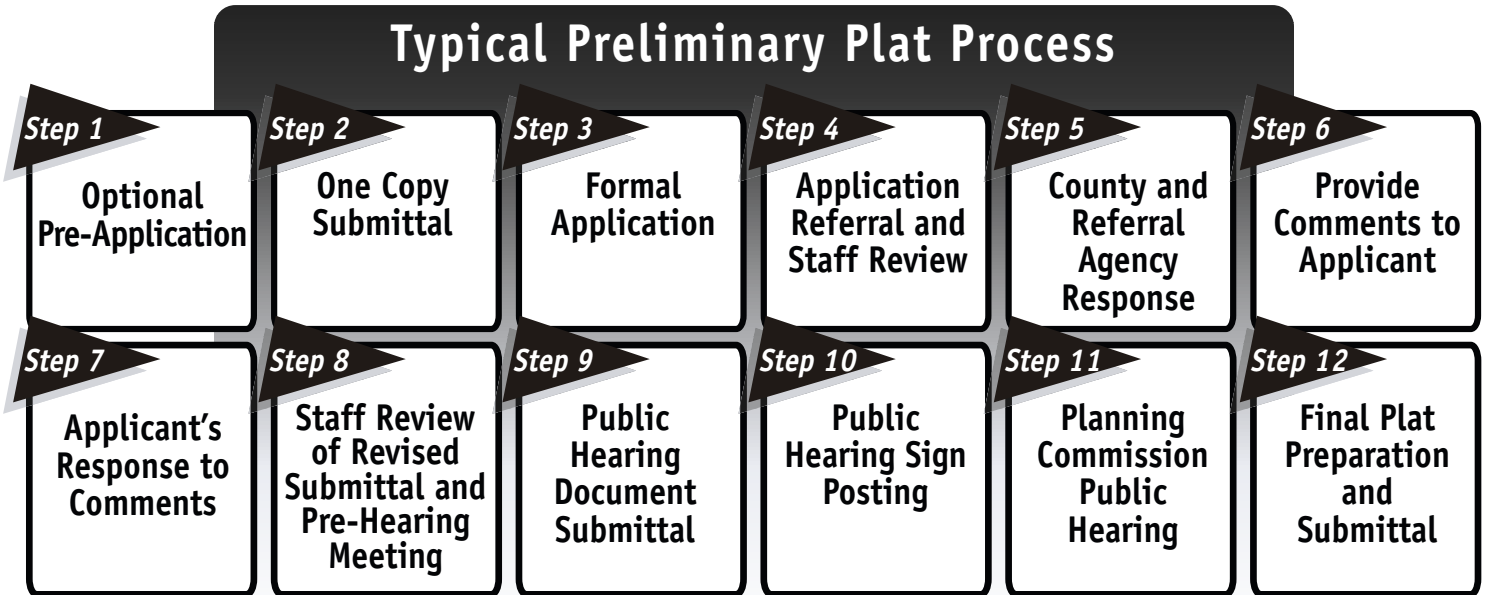 Typical Preliminary Plat Process
Step 1
Optional
Pre-Application
Step 2
One Copy
Submittal
Step 3
Formal
Application
Step 4
Application
Referral and
Staff Review
Step 5
County and
Referral
Agency
Response
Step 6
Provide
Comments to
Applicant
Step 7
Applicant's
Response to
Comments
Step 8
Staff Review
of Revised
Submittal and
Pre-Hearing
Meeting
Step 9
Public
Hearing
Document
Submittal
Step 10
Public
Hearing Sign
Posting
Step 11
Planning
Commission
Public
Hearing
Step 12
Final Plat
Preparation
and
Submittal